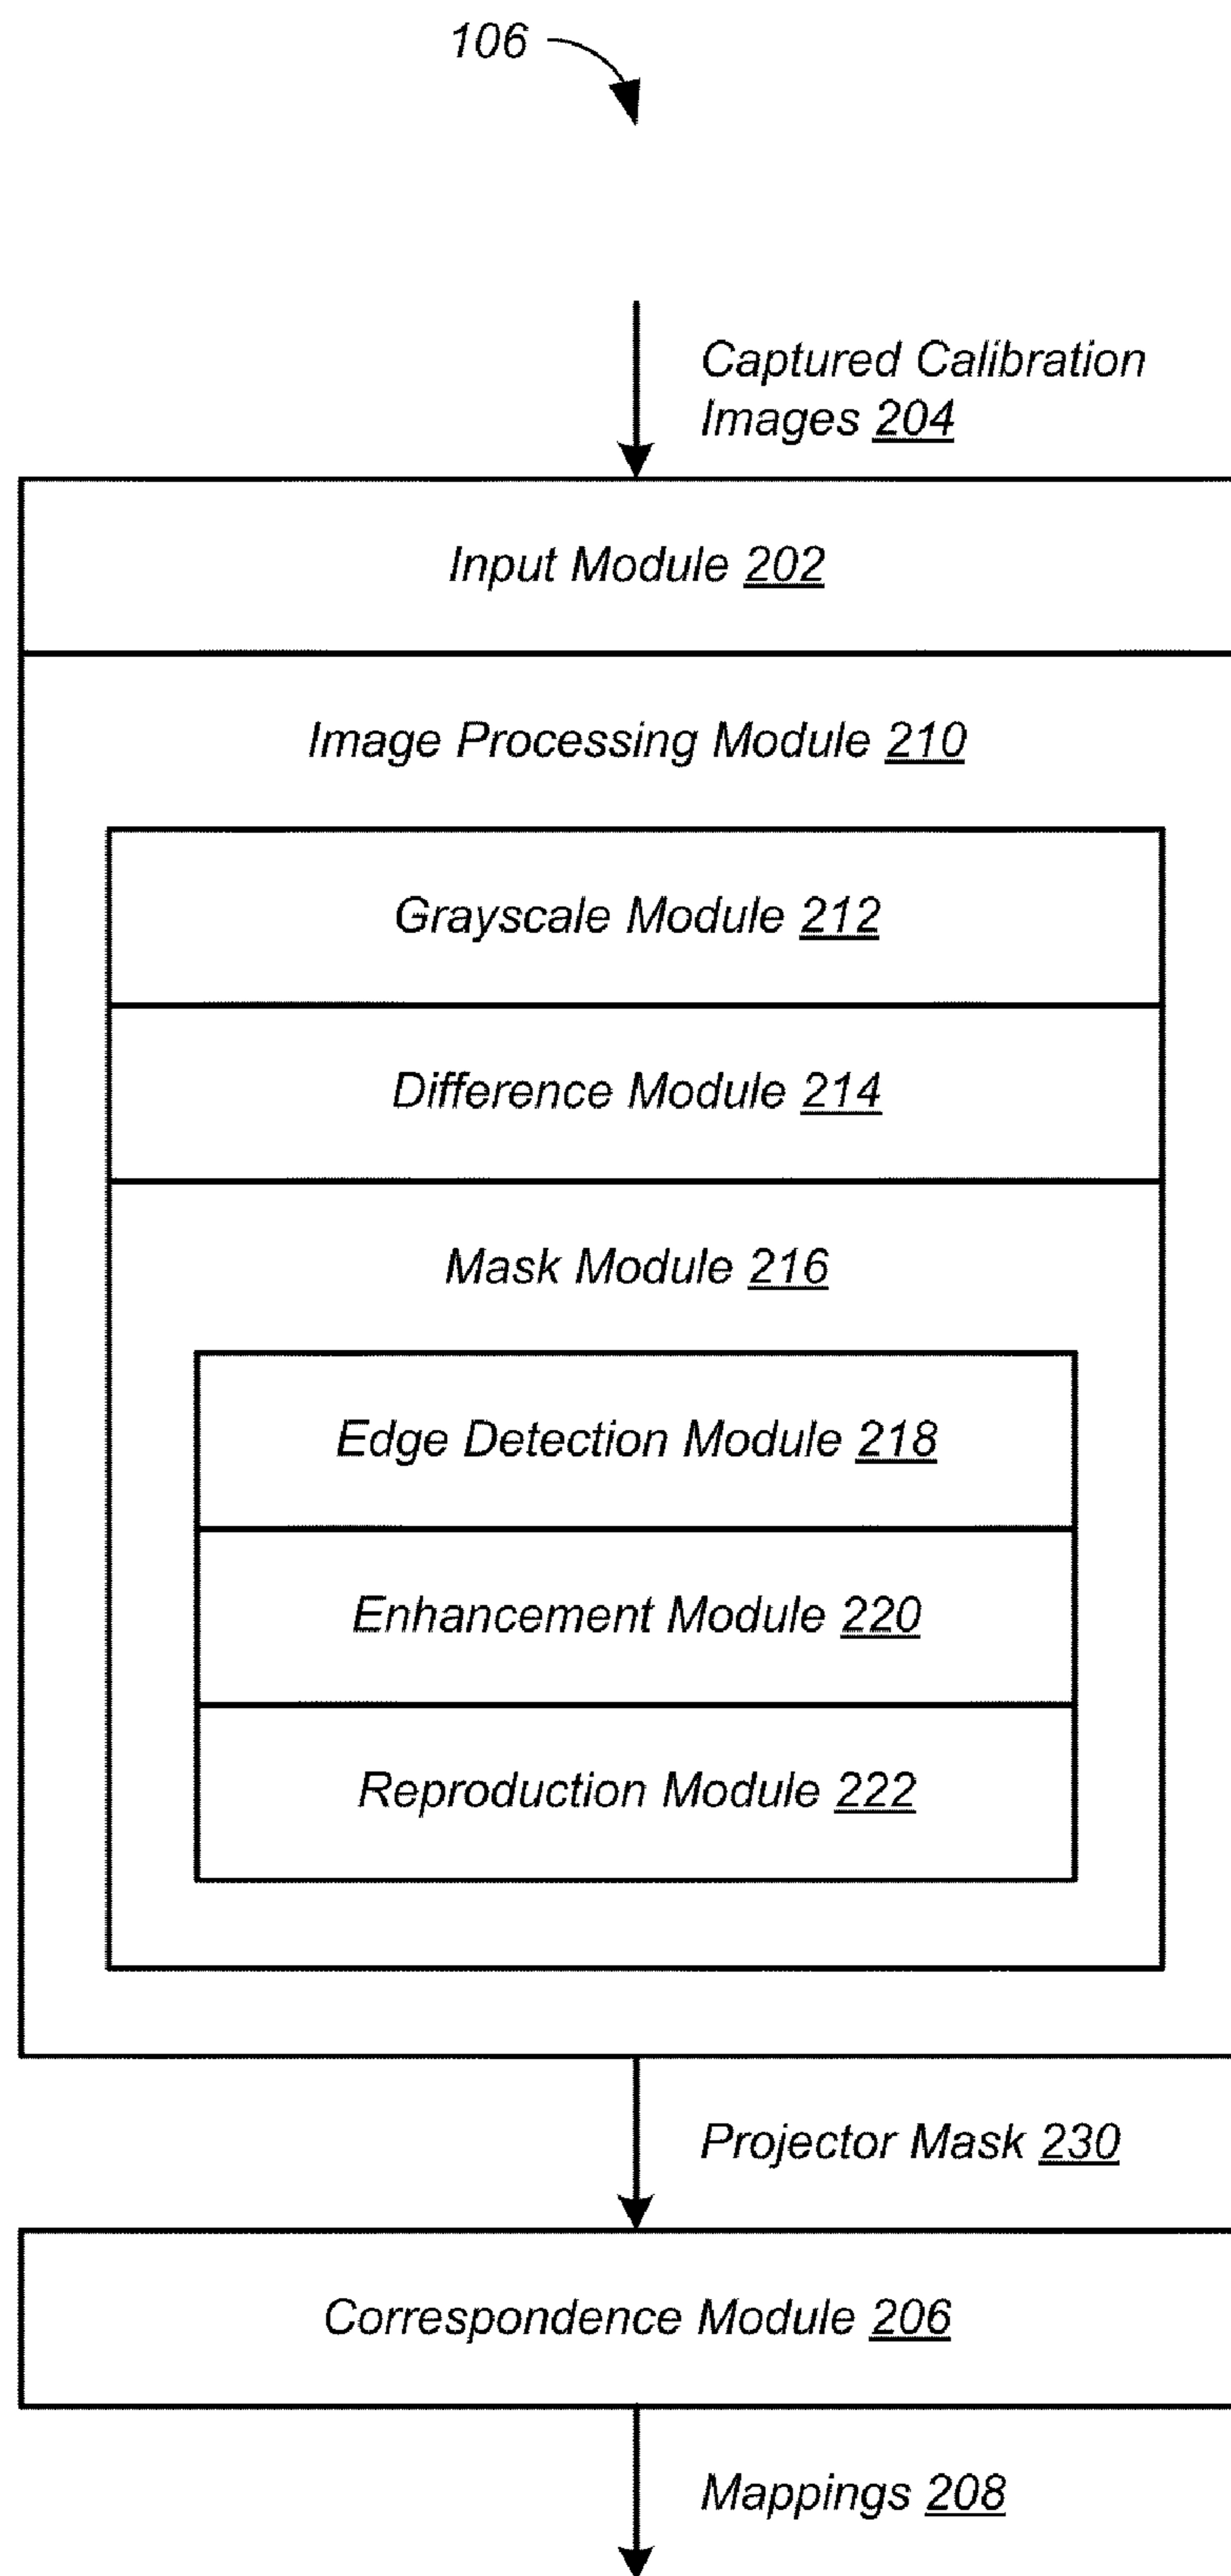 106
Captured Calibration
Images 204
Input Module 202
Image Processing Module 210
Grayscale Module 212
Difference Module 214
Mask Module 216
Edge Detection Module 218
Enhancement Module 220
Reproduction Module 222
Projector Mask 230
Correspondence Module 206
Mappings 208